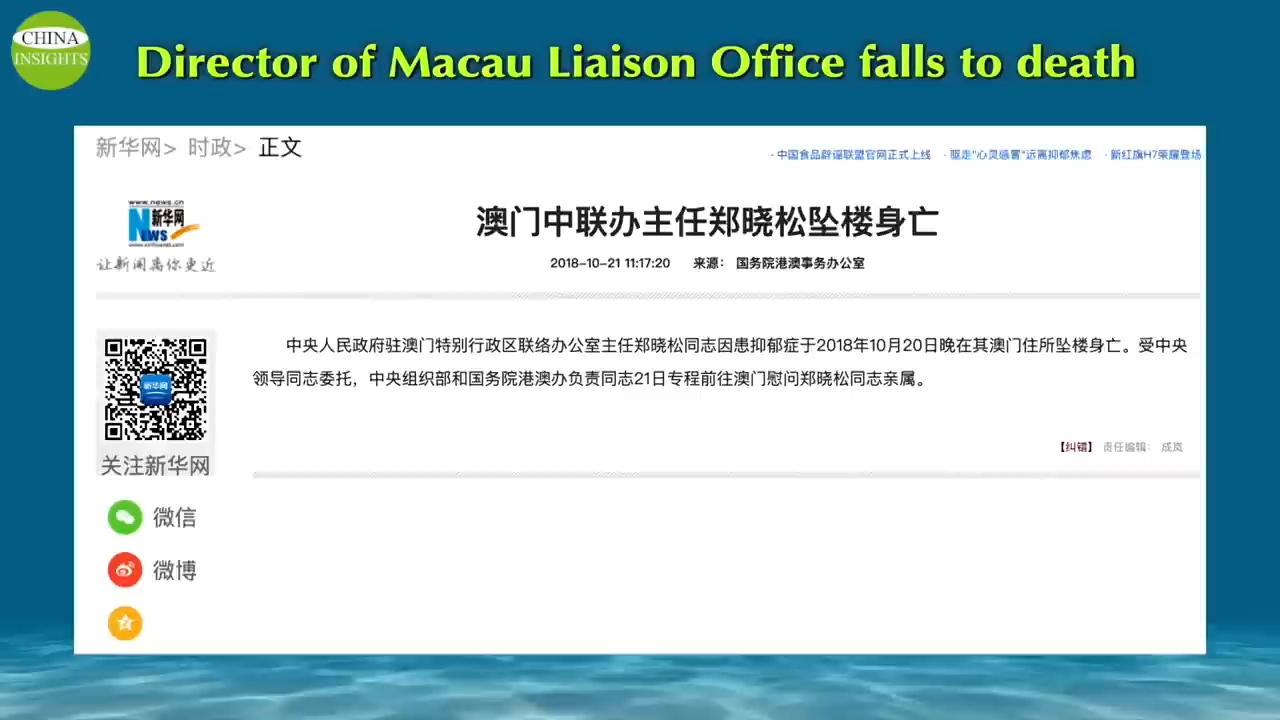 CHINA
INSIGHTS
Director of Macau Liaison Office falls to death
新华网> 时政> 正文
· 中国食品辟谣联盟官网正式上线 · 驱走"心灵感冒"远离抑郁焦虑 · 新红旗H7荣耀登场
www.news.cn
新华网
NEWS
www.xinhuanet.com
让新闻离你更近
澳门中联办主任郑晓松坠楼身亡
2018-10-21 11:17:20 来源： 国务院港澳事务办公室
中央人民政府驻澳门特别行政区联络办公室主任郑晓松同志因患抑郁症于2018年10月20日晚在其澳门住所坠楼身亡。受中央
领导同志委托，中央组织部和国务院港澳办负责同志21日专程前往澳门慰问郑晓松同志亲属。
【纠错】 责任编辑： 成岚
新华网
关注新华网
微信
微博